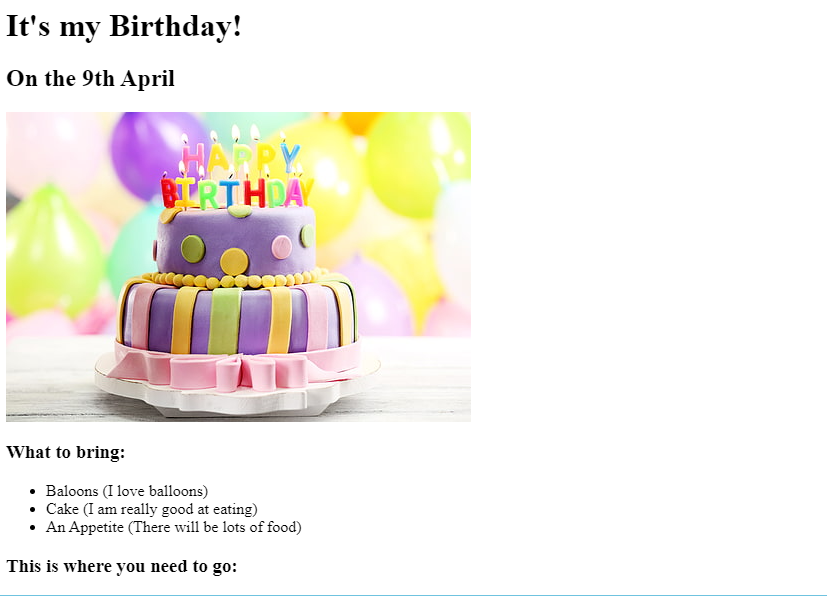 It's my Birthday!
On the 9th April
HAPPY
BIRTHDAY
What to bring:
Baloons (I love balloons)
Cake (I am really good at eating)
An Appetite (There will be lots of food)
This is where you need to go: